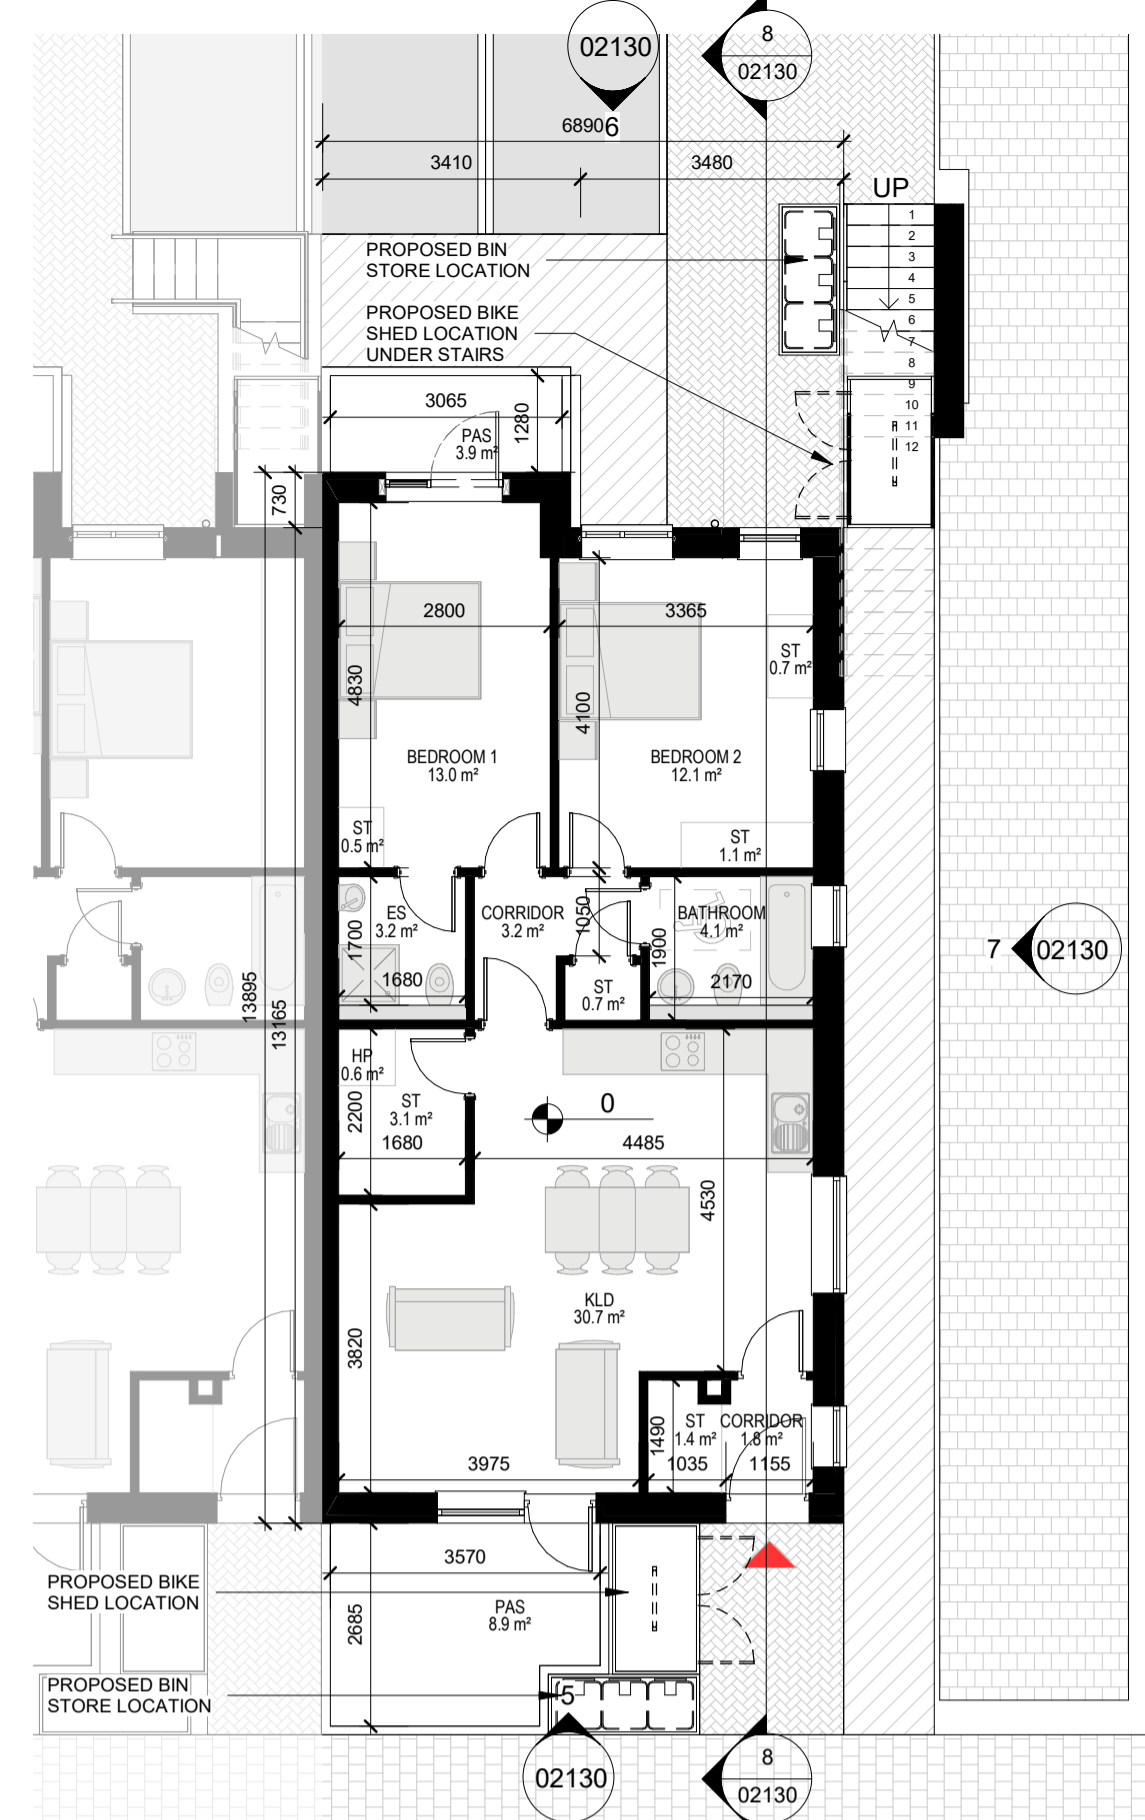 02130
8
02130
6890
6
3410
3480
UP
1
2
3
4
5
6
7
8
9
10
11
12
PROPOSED BIN
STORE LOCATION
PROPOSED BIKE
SHED LOCATION
UNDER STAIRS
3065
1280
PAS
3.9 m²
730
2800
3365
ST
0.7 m²
4830
4100
BEDROOM 1
13.0 m²
BEDROOM 2
12.1 m²
ST
0.5 m²
ST
1.1 m²
ES
3.2 m²
1700
1680
CORRIDOR
3.2 m²
1050
BATHROOM
4.1 m²
1900
2170
ST
0.7 m²
7
02130
13895
13165
HP
0.6 m²
ST
3.1 m²
2200
1680
0
4485
4530
KLD
30.7 m²
3820
ST
1.4 m²
CORRIDOR
1.8 m²
1490
1035
1155
3975
3570
PROPOSED BIKE
SHED LOCATION
PAS
8.9 m²
2685
PROPOSED BIN
STORE LOCATION
5
02130
8
02130